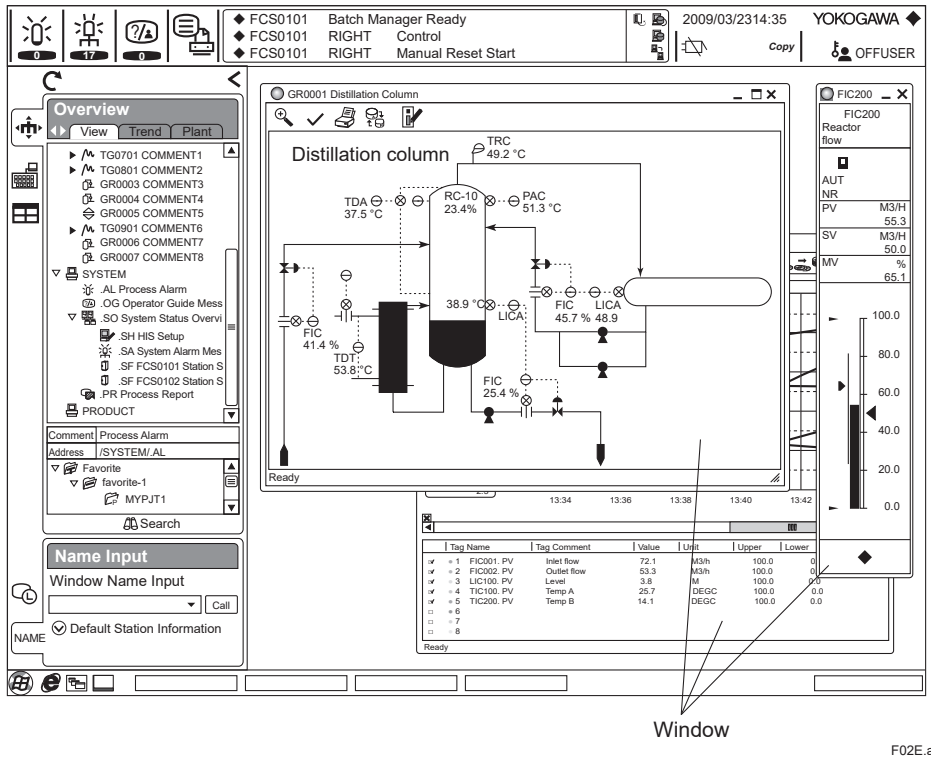 FCS0101 Batch Manager Ready
FCS0101 RIGHT Control
FCS0101 RIGHT Manual Reset Start
2009/03/2314:35
YOKOGAWA
0
17
0
Copy
OFFUSER
Overview
View Trend Plant
TG0701 COMMENT1
TG0801 COMMENT2
GR0003 COMMENT3
GR0004 COMMENT4
GR0005 COMMENT5
TG0901 COMMENT6
GR0006 COMMENT7
GR0008 COMMENT8
SYSTEM
.AL Process Alarm
.OG Operator Guide Mess
.SO System Status Overvi
.SH HIS Setup
.SA System Alarm Mes
.SF FCS0101 Station S
.SF FCS0102 Station S
.PR Process Report
PRODUCT
Comment Process Alarm
Address /SYSTEM/.AL
Favorite
favorite-1
MYPJT1
Search
Name Input
Window Name Input
Call
Default Station Information
NAME
GR0001 Distillation Column
Distillation column
TRC
49.2 °C
TDA
37.5 °C
RC-10
23.4%
PAC
51.3 °C
38.9 °C
LICA
FIC
45.7 %
LICA
48.9
FIC
41.4 %
TDT
53.8 °C
FIC
25.4 %
Ready
13:34 13:36 13:38 13:40 13:42
Tag Name Tag Comment Value Unit Upper Lower
1 FIC001. PV Inlet flow 72.1 M3/h 100.0
2 FIC002. PV Outlet flow 53.3 M3/h 100.0
3 LIC100. PV Level 3.8 M 100.0
4 TIC100. PV Temp A 25.7 DEGC 100.0 0.0
5 TIC200. PV Temp B 14.1 DEGC 100.0 0.0
6
7
8
Ready
FIC200
FIC200
Reactor
flow
AUT
NR
PV M3/H
55.3
SV M3/H
50.0
MV %
65.1
100.0
80.0
60.0
40.0
20.0
0.0
Window